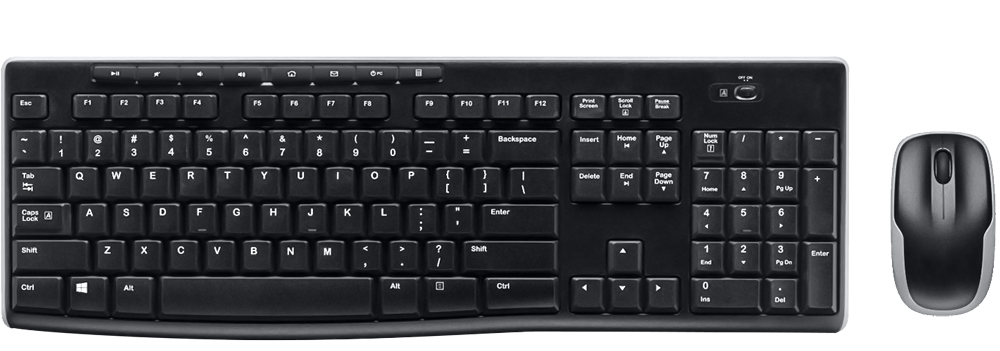 PC
OFF ON
A
Esc F1 F2 F3 F4 F5 F6 F7 F8 F9 F10 F11 F12 Print Screen Scroll Lock Pause Break
~ ! @ # $ % ^ & * ( ) _ + Backspace Insert Home Page Up Num Lock / * -
` 1 2 3 4 5 6 7 8 9 0 - =
Tab Q W E R T Y U I O P { [ } ] | \ Delete End Page Down 7 Home 8 9 Pg Up +
Caps Lock A A S D F G H J K L : ; " ' Enter 4 5 6
Shift Z X C V B N M < , > . ? / Shift 1 End 2 3 Pg Dn Enter
Ctrl Alt Alt Ctrl 0 Ins . Del